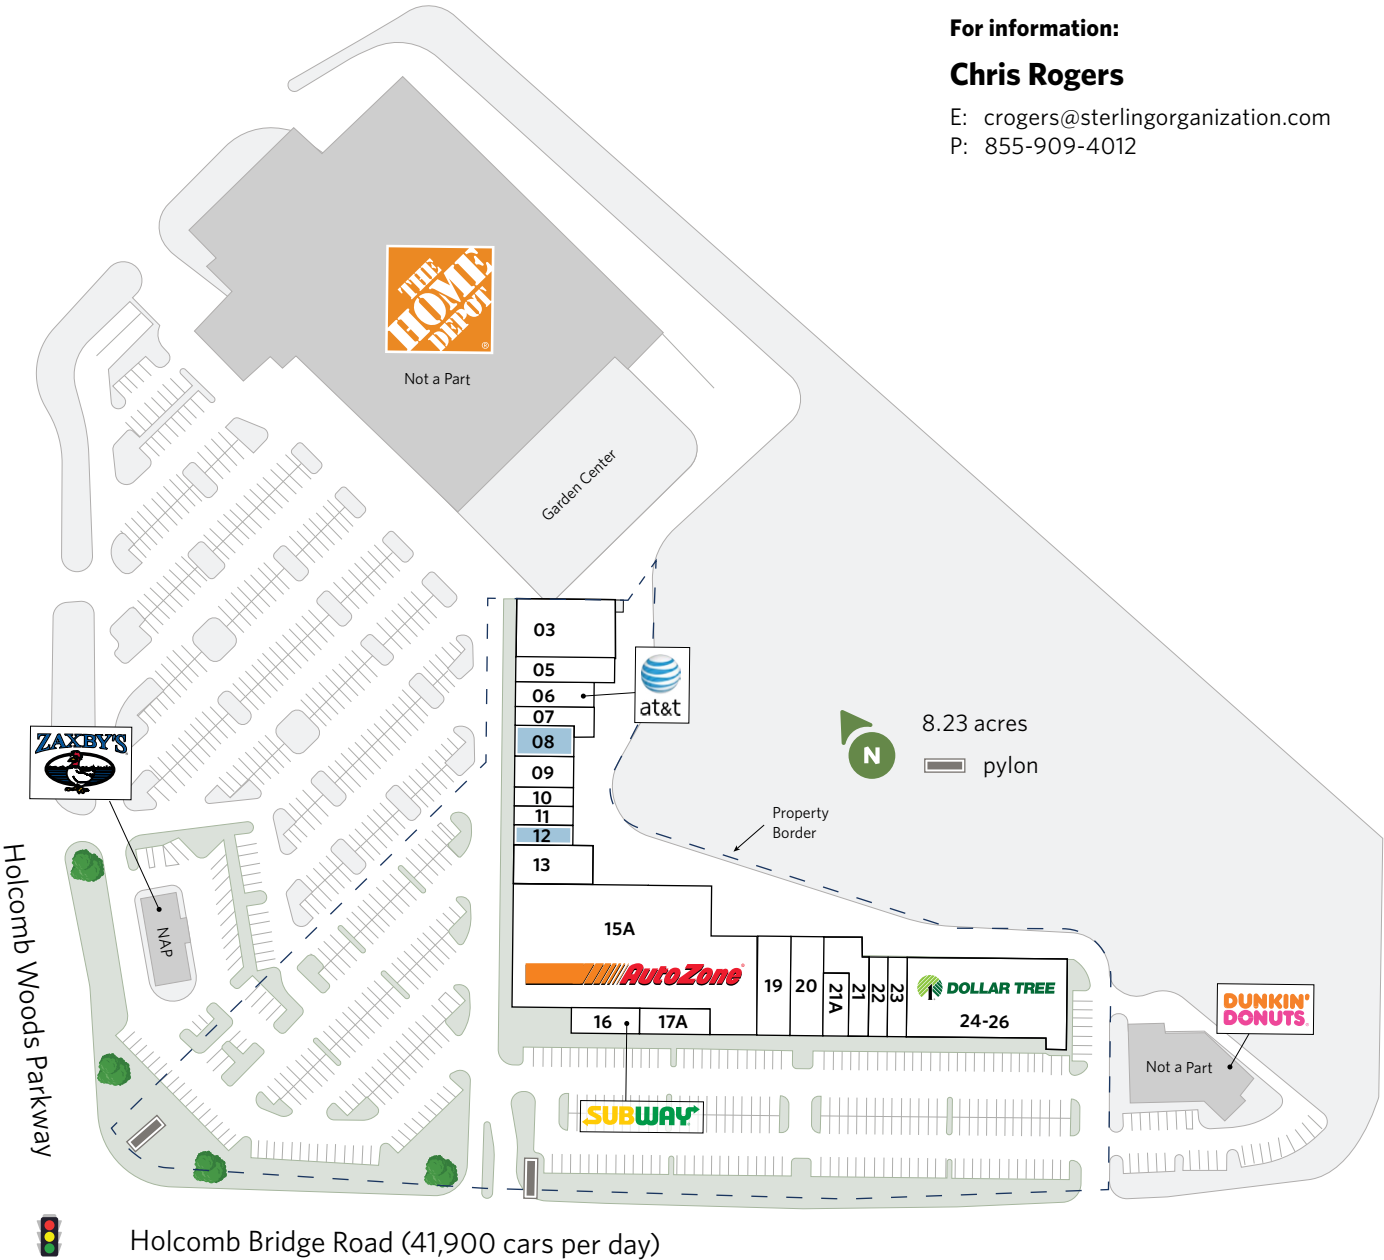 For information:
Chris Rogers
E: crogers@sterlingorganization.com
P: 855-909-4012
THE
HOME
DEPOT
®
Not a Part
Garden Center
03
05
06
at&t
07
08
09
10
11
12
13
ZAXBY'S
NAP
8.23 acres
N
pylon
Property
Border
15A
AutoZone
16
17A
19
20
21A
21
22
23
1
DOLLAR TREE
24-26
SUBWAY
DUNKIN'
DONUTS
Not a Part
Holcomb Woods Parkway
Holcomb Bridge Road (41,900 cars per day)